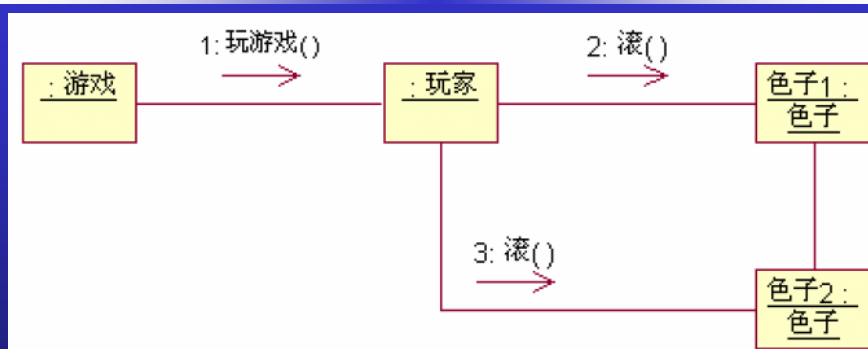 1: 玩游戏()
2: 滚()
: 游戏
: 玩家
色子1 :
色子
3: 滚()
色子2 :
色子